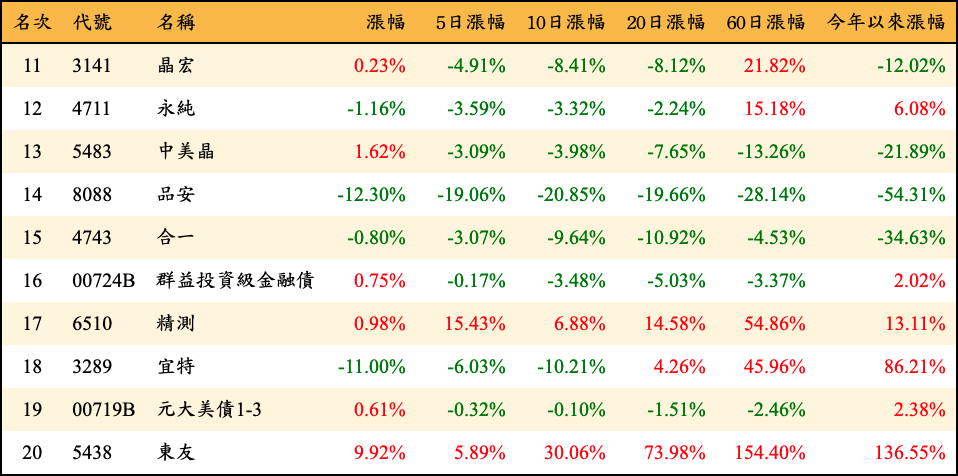 名次 代號 名稱 漲幅 5日漲幅 10日漲幅 20日漲幅 60日漲幅 今年以來漲幅
11 3141 晶宏 0.23% -4.91% -8.41% -8.12% 21.82% -12.02%
12 4711 永純 -1.16% -3.59% -3.32% -2.24% 15.18% 6.08%
13 5483 中美晶 1.62% -3.09% -3.98% -7.65% -13.26% -21.89%
14 8088 品安 -12.30% -19.06% -20.85% -19.66% -28.14% -54.31%
15 4743 合一 -0.80% -3.07% -9.64% -10.92% -4.53% -34.63%
16 00724B 群益投資級金融債 0.75% -0.17% -3.48% -5.03% -3.37% 2.02%
17 6510 精測 0.98% 15.43% 6.88% 14.58% 54.86% 13.11%
18 3289 宜特 -11.00% -6.03% -10.21% 4.26% 45.96% 86.21%
19 00719B 元大美債1-3 0.61% -0.32% -0.10% -1.51% -2.46% 2.38%
20 5438 東友 9.92% 5.89% 30.06% 73.98% 154.40% 136.55%